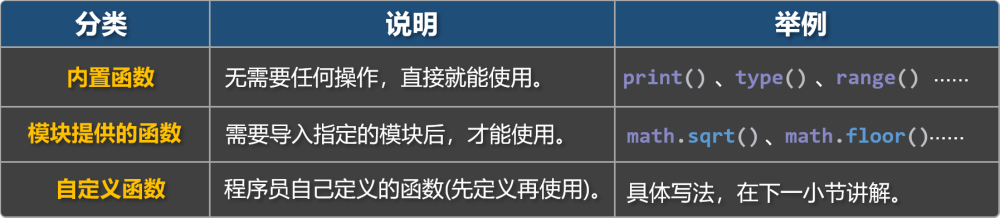 分类 说明 举例
内置函数 无需要任何操作，直接就能使用。 print() 、type() 、range() ······
模块提供的函数 需要导入指定的模块后，才能使用。 math.sqrt() 、math.floor()······
自定义函数 程序员自己定义的函数(先定义再使用)。 具体写法，在下一小节讲解。